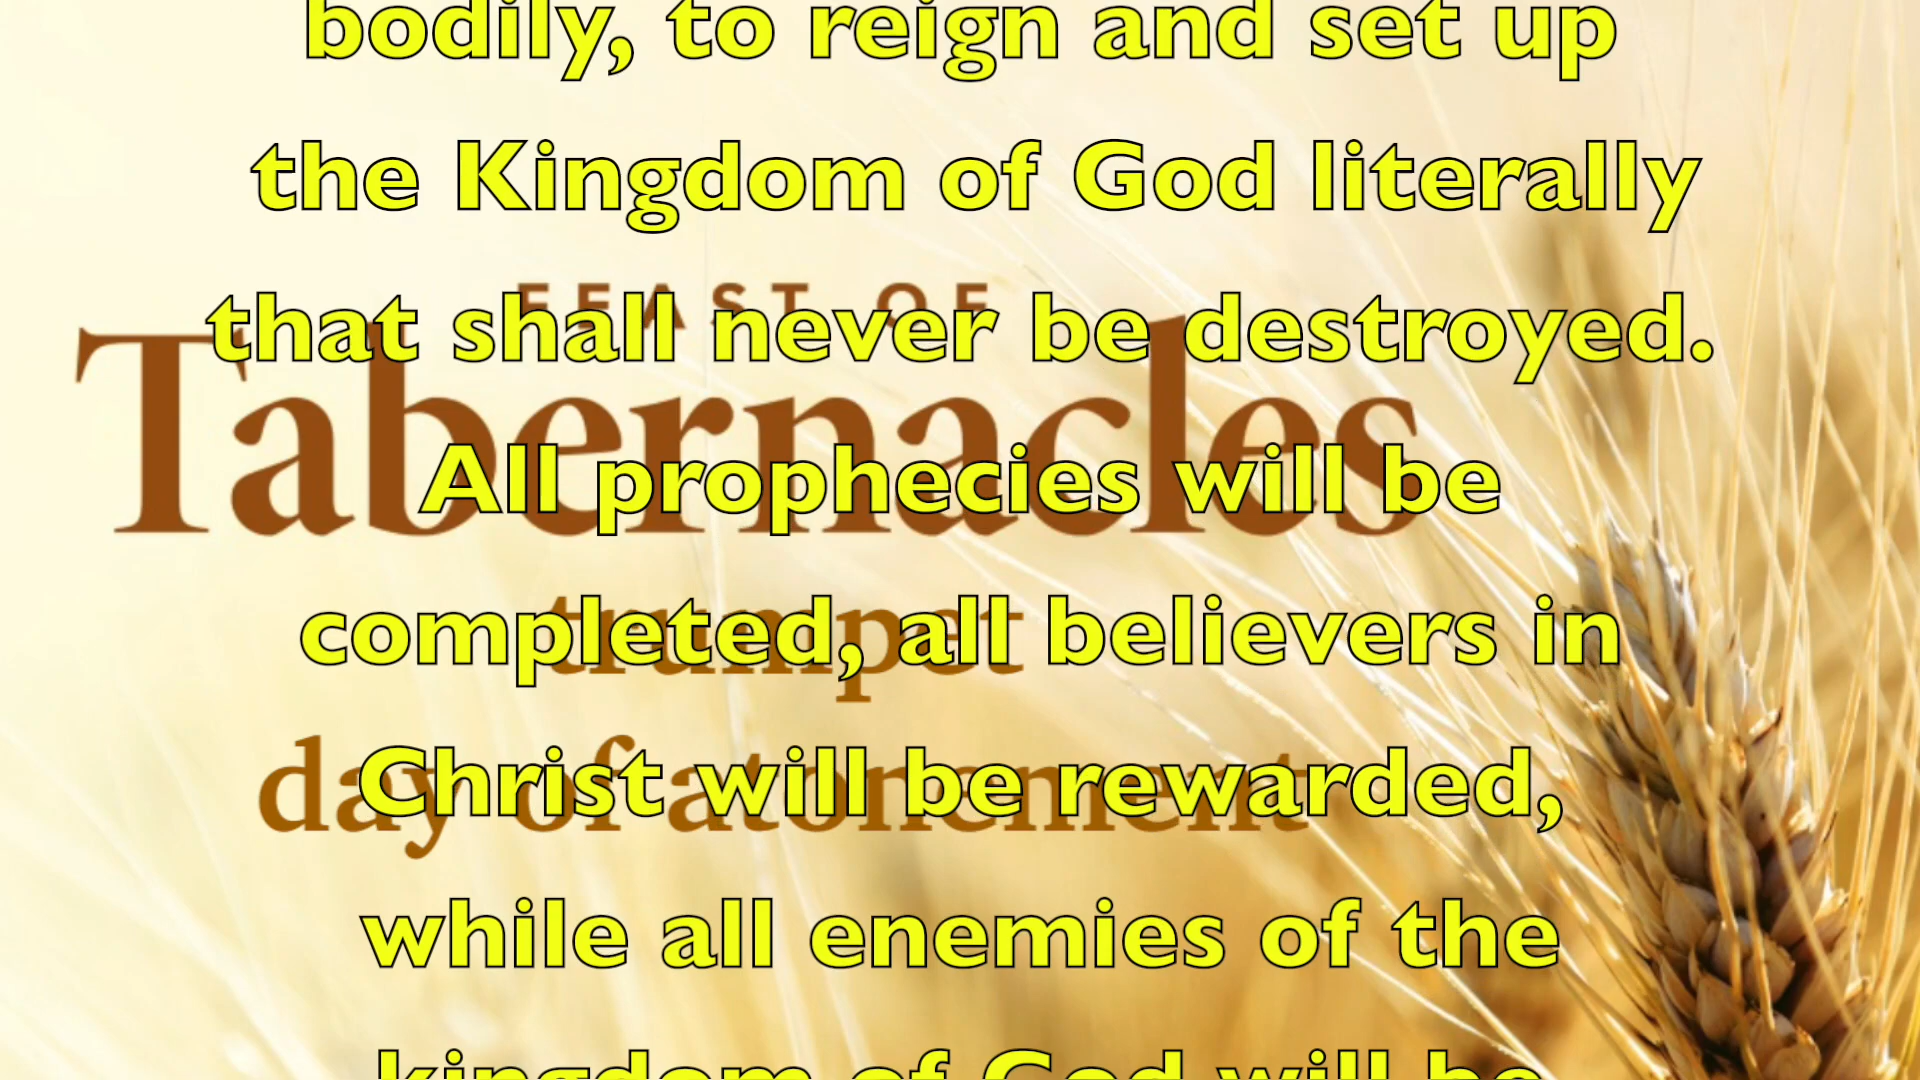 bodily, to reign and set up
the Kingdom of God literally
FEAST OF
that shall never be destroyed.
Tabernacles
All prophecies will be
trumpet
completed, all believers in
day of atonement
Christ will be rewarded,
while all enemies of the
kingdom of God will be